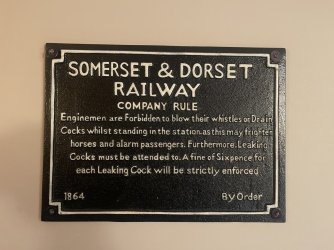 SOMERSET & DORSET
RAILWAY
COMPANY RULE
Enginemen are Forbidden to blow their whistles or Drain
Cocks whilst standing in the station, as this may frighten
horses and alarm passengers. Furthermore, Leaking
Cocks must be attended to. A fine of Sixpence for
each Leaking Cock will be strictly enforced
1864 By Order